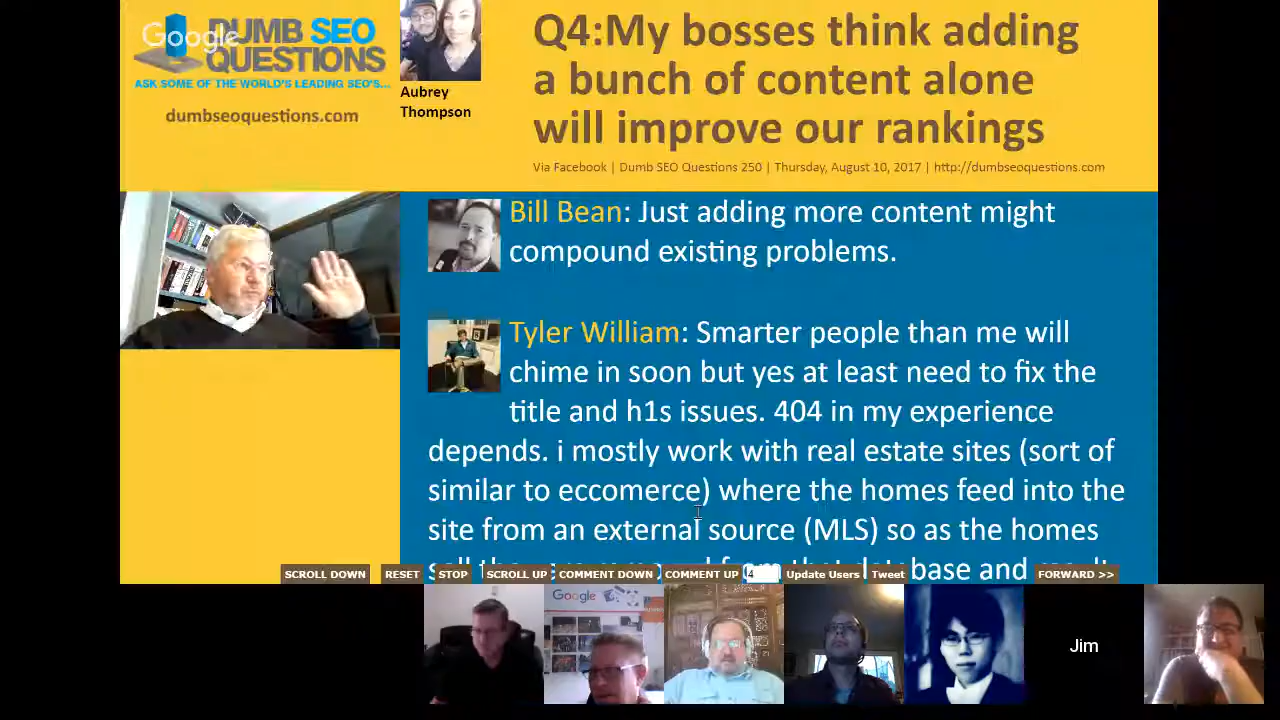 Google
DUMB SEO
QUESTIONS
ASK SOME OF THE WORLD'S LEADING SEO'S...
dumbseoquestions.com
Aubrey
Thompson
Q4:My bosses think adding
a bunch of content alone
will improve our rankings
Via Facebook | Dumb SEO Questions 250 | Thursday, August 10, 2017 | http://dumbseoquestions.com
Bill Bean: Just adding more content might
compound existing problems.
Tyler William: Smarter people than me will
chime in soon but yes at least need to fix the
title and h1s issues. 404 in my experience
depends. i mostly work with real estate sites (sort of
similar to eccomerce) where the homes feed into the
site from an external source (MLS) so as the homes
database and
SCROLL DOWN RESET STOP SCROLL UP COMMENT DOWN COMMENT UP 4 Update Users Tweet FORWARD >>
Google
Jim